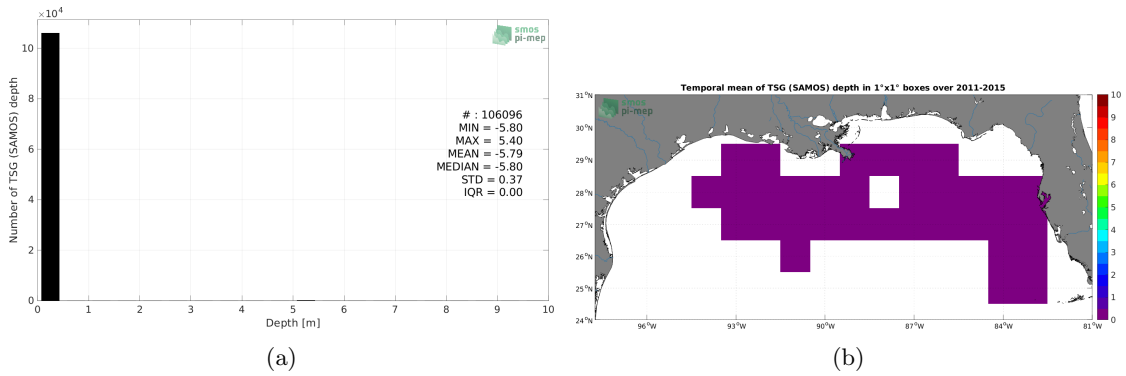 ×10⁴
10
8
6
4
2
0
Number of TSG (SAMOS) depth
smos
pi-mep
# : 106096
MIN = -5.80
MAX = 5.40
MEAN = -5.79
MEDIAN = -5.80
STD = 0.37
IQR = 0.00
0 1 2 3 4 5 6 7 8 9 10
Depth [m]
(a)
Temporal mean of TSG (SAMOS) depth in 1°x1° boxes over 2011-2015
smos
pi-mep
31°N
30°N
29°N
28°N
27°N
26°N
25°N
24°N
96°W 93°W 90°W 87°W 84°W 81°W
10
9
8
7
6
5
4
3
2
1
0
(b)